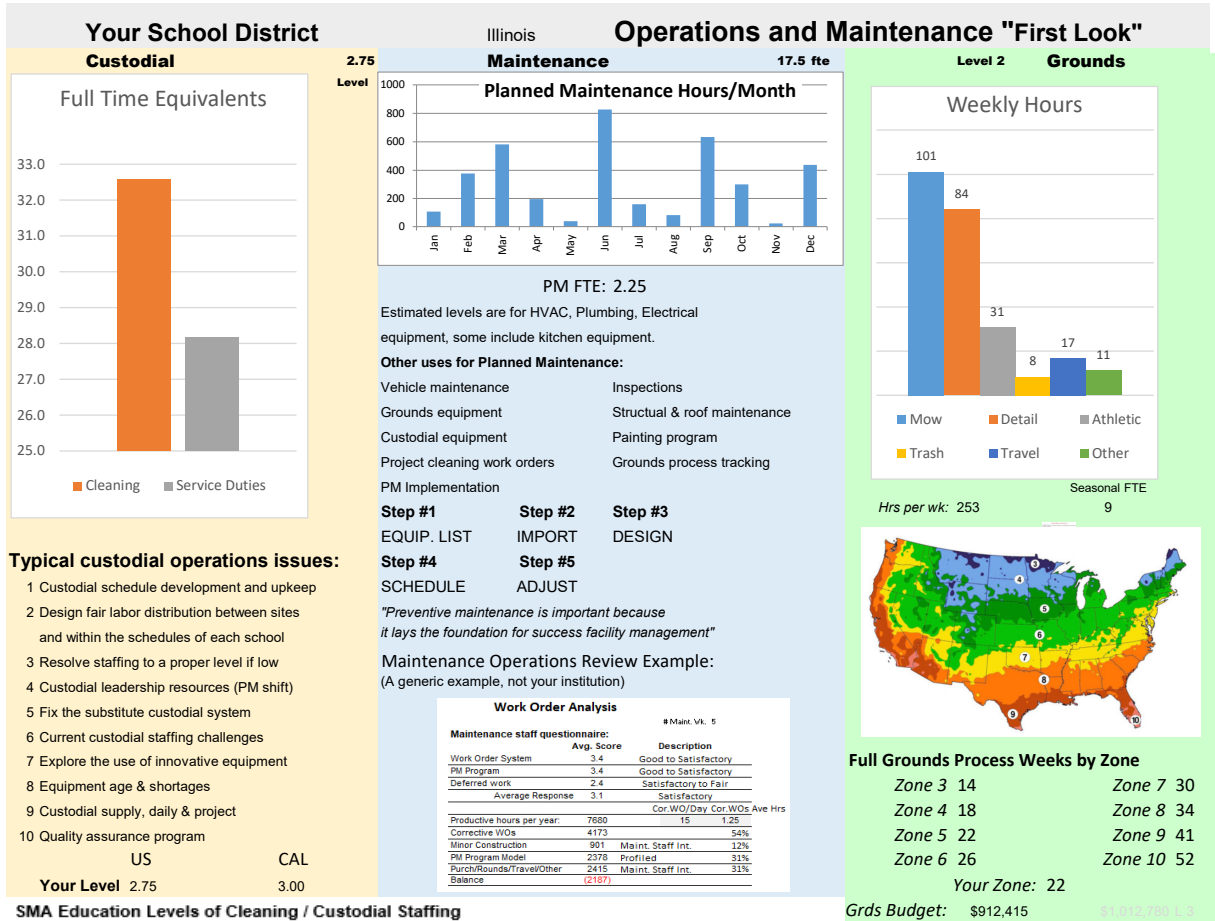 Your School District Illinois Operations and Maintenance "First Look"
Custodial 2.75
Level
Full Time Equivalents
33.0
32.0
31.0
30.0
29.0
28.0
27.0
26.0
25.0
Cleaning Service Duties
Typical custodial operations issues:
1 Custodial schedule development and upkeep
2 Design fair labor distribution between sites
and within the schedules of each school
3 Resolve staffing to a proper level if low
4 Custodial leadership resources (PM shift)
5 Fix the substitute custodial system
6 Current custodial staffing challenges
7 Explore the use of innovative equipment
8 Equipment age & shortages
9 Custodial supply, daily & project
10 Quality assurance program
US CAL
Your Level 2.75 3.00
SMA Education Levels of Cleaning / Custodial Staffing
Maintenance 17.5 fte
Planned Maintenance Hours/Month
1000
800
600
400
200
0
Jan Feb Mar Apr May Jun Jul Aug Sep Oct Nov Dec
PM FTE: 2.25
Estimated levels are for HVAC, Plumbing, Electrical
equipment, some include kitchen equipment.
Other uses for Planned Maintenance:
Vehicle maintenance Inspections
Grounds equipment Structual & roof maintenance
Custodial equipment Painting program
Project cleaning work orders Grounds process tracking
PM Implementation
Step #1 Step #2 Step #3
EQUIP. LIST IMPORT DESIGN
Step #4 Step #5
SCHEDULE ADJUST
"Preventive maintenance is important because
it lays the foundation for success facility management"
Maintenance Operations Review Example:
(A generic example, not your institution)
Work Order Analysis
# Maint. Wk. 5
Maintenance staff questionnaire:
Avg. Score Description
Work Order System 3.4 Good to Satisfactory
PM Program 3.4 Good to Satisfactory
Deferred work 2.4 Satisfactory to Fair
Average Response 3.1 Satisfactory
Cor.WO/Day Cor.WOs Ave Hrs
Productive hours per year: 7680 15 1.25
Corrective WOs 4173 54%
Minor Construction 901 Maint. Staff Int. 12%
PM Program Model 2378 Profiled 31%
Purch/Rounds/Travel/Other 2415 Maint. Staff Int. 31%
Balance (2187)
Level 2 Grounds
Weekly Hours
101
84
31
8
17
11
Mow Detail Athletic
Trash Travel Other
Seasonal FTE
Hrs per wk: 253 9
3
4
5
6
7
8
9
10
Full Grounds Process Weeks by Zone
Zone 3 14 Zone 7 30
Zone 4 18 Zone 8 34
Zone 5 22 Zone 9 41
Zone 6 26 Zone 10 52
Your Zone: 22
Grds Budget: $912,415 $1,012,780 L 3